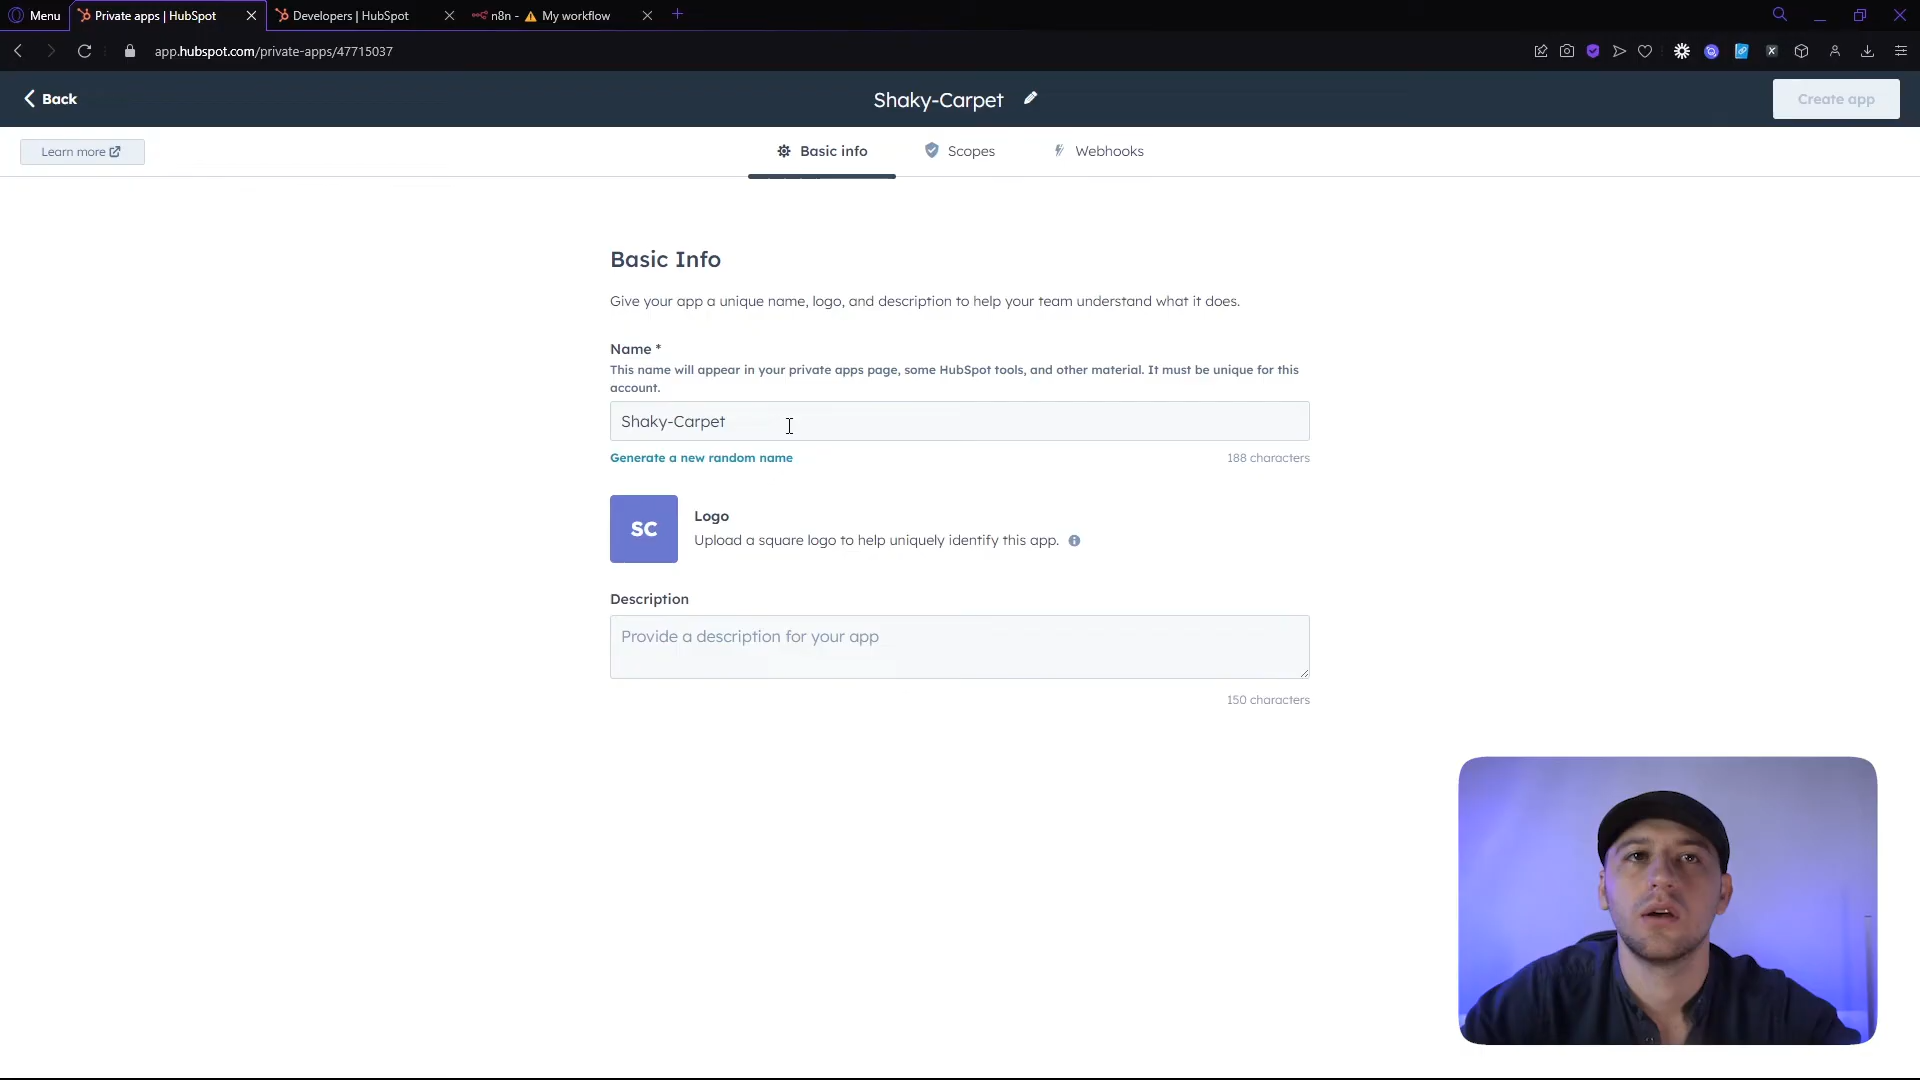 Menu
Private apps | HubSpot
Developers | HubSpot
n8n - ⚠ My workflow
app.hubspot.com/private-apps/47715037
Back
Shaky-Carpet
Create app
Learn more
Basic info
Scopes
Webhooks
Basic Info
Give your app a unique name, logo, and description to help your team understand what it does.
Name *
This name will appear in your private apps page, some HubSpot tools, and other material. It must be unique for this
account.
Shaky-Carpet
Generate a new random name
188 characters
SC
Logo
Upload a square logo to help uniquely identify this app.
Description
Provide a description for your app
150 characters